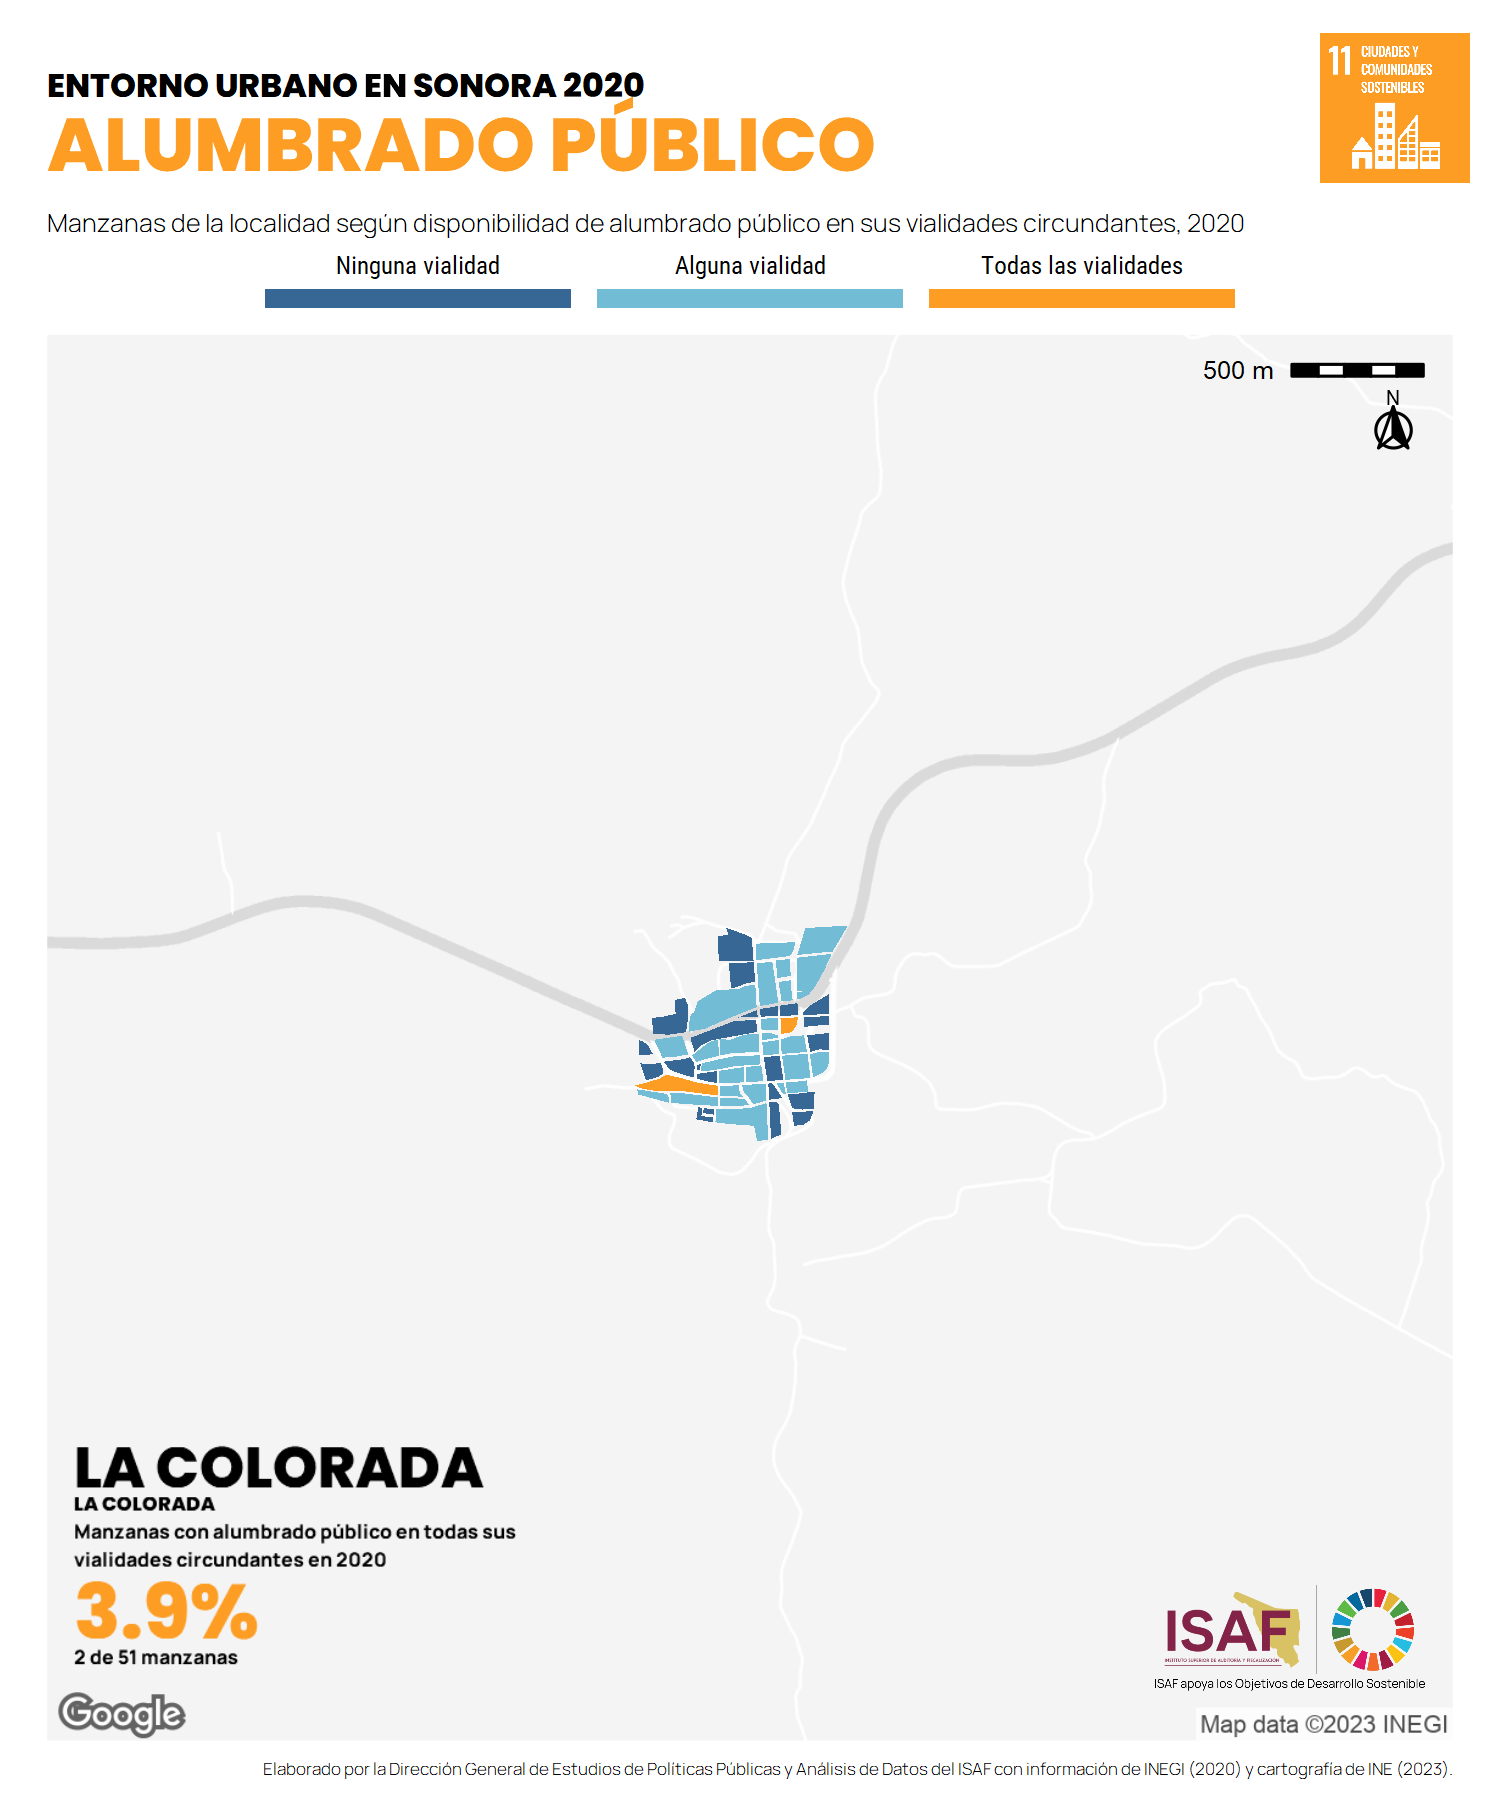 11 CIUDADES Y
COMUNIDADES
SOSTENIBLES
ENTORNO URBANO EN SONORA 2020
ALUMBRADO PÚBLICO
Manzanas de la localidad según disponibilidad de alumbrado público en sus vialidades circundantes, 2020
Ninguna vialidad Alguna vialidad Todas las vialidades
500 m
N
LA COLORADA
LA COLORADA
Manzanas con alumbrado público en todas sus
vialidades circundantes en 2020
3.9%
2 de 51 manzanas
ISAF
INSTITUTO SUPERIOR DE AUDITORÍA Y FISCALIZACIÓN
ISAF apoya los Objetivos de Desarrollo Sostenible
Google
Map data ©2023 INEGI
Elaborado por la Dirección General de Estudios de Políticas Públicas y Análisis de Datos del ISAF con información de INEGI (2020) y cartografía de INE (2023).